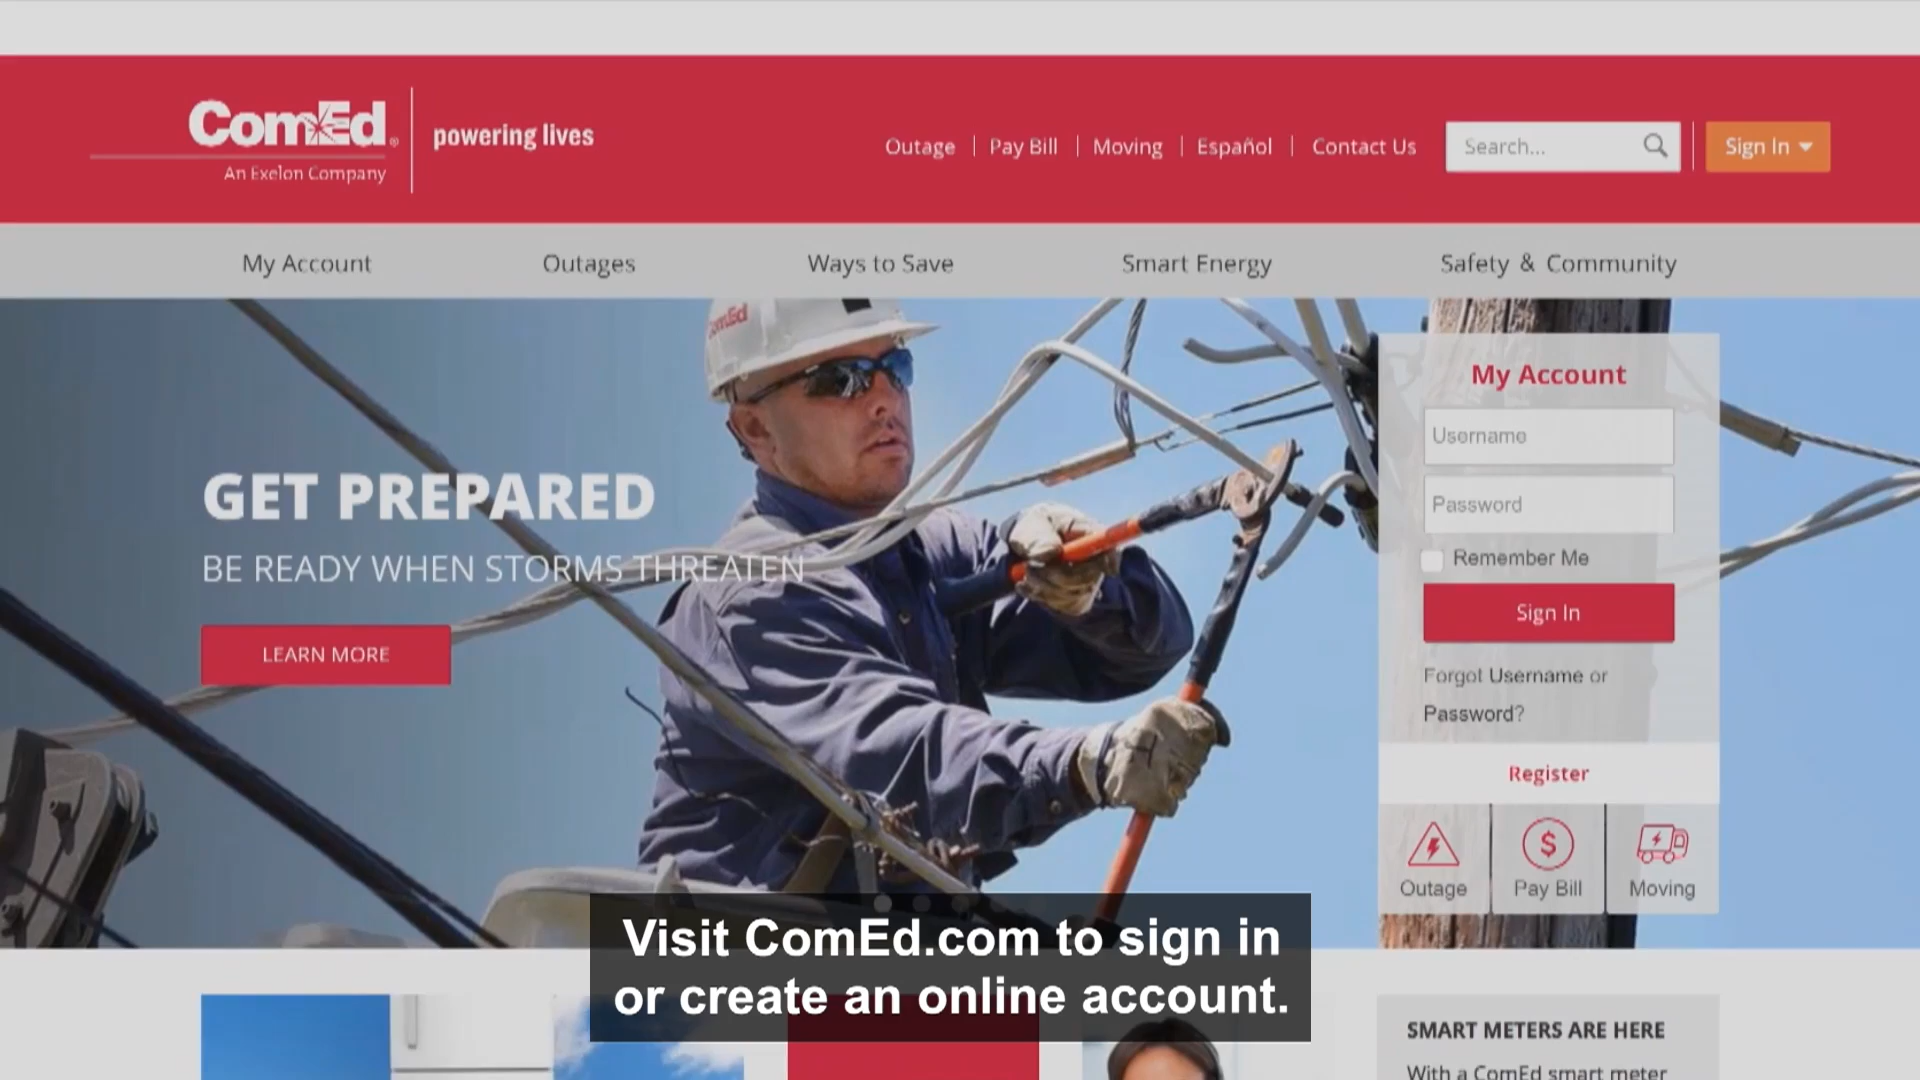 ComEd®
An Exelon Company
powering lives
Outage
Pay Bill
Moving
Español
Contact Us
Search...
Sign In
My Account
Outages
Ways to Save
Smart Energy
Safety & Community
ComEd
GET PREPARED
BE READY WHEN STORMS THREATEN
LEARN MORE
My Account
Username
Password
Remember Me
Sign In
Forgot Username or
Password?
Register
$
Outage
Pay Bill
Moving
Visit ComEd.com to sign in
or create an online account.
SMART METERS ARE HERE
With a ComEd smart meter